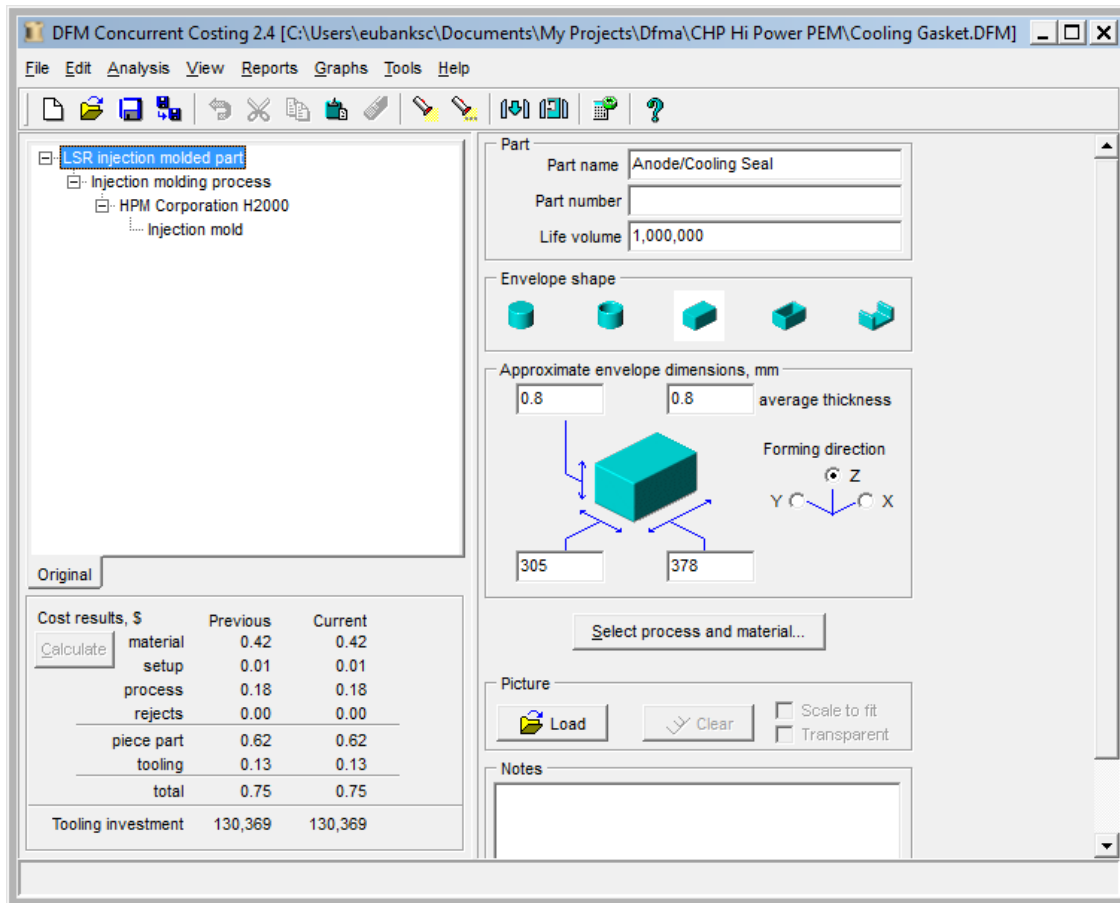 DFM Concurrent Costing 2.4 [C:\Users\eubanksc\Documents\My Projects\Dfma\CHP Hi Power PEM\Cooling Gasket.DFM]
File Edit Analysis View Reports Graphs Tools Help
LSR injection molded part
Injection molding process
HPM Corporation H2000
Injection mold
Original
Cost results, $ Previous Current
Calculate
material 0.42 0.42
setup 0.01 0.01
process 0.18 0.18
rejects 0.00 0.00
piece part 0.62 0.62
tooling 0.13 0.13
total 0.75 0.75
Tooling investment 130,369 130,369
Part
Part name Anode/Cooling Seal
Part number
Life volume 1,000,000
Envelope shape
Approximate envelope dimensions, mm
0.8 0.8 average thickness
Forming direction
Z
Y X
305 378
Select process and material...
Picture
Load Clear Scale to fit
Transparent
Notes